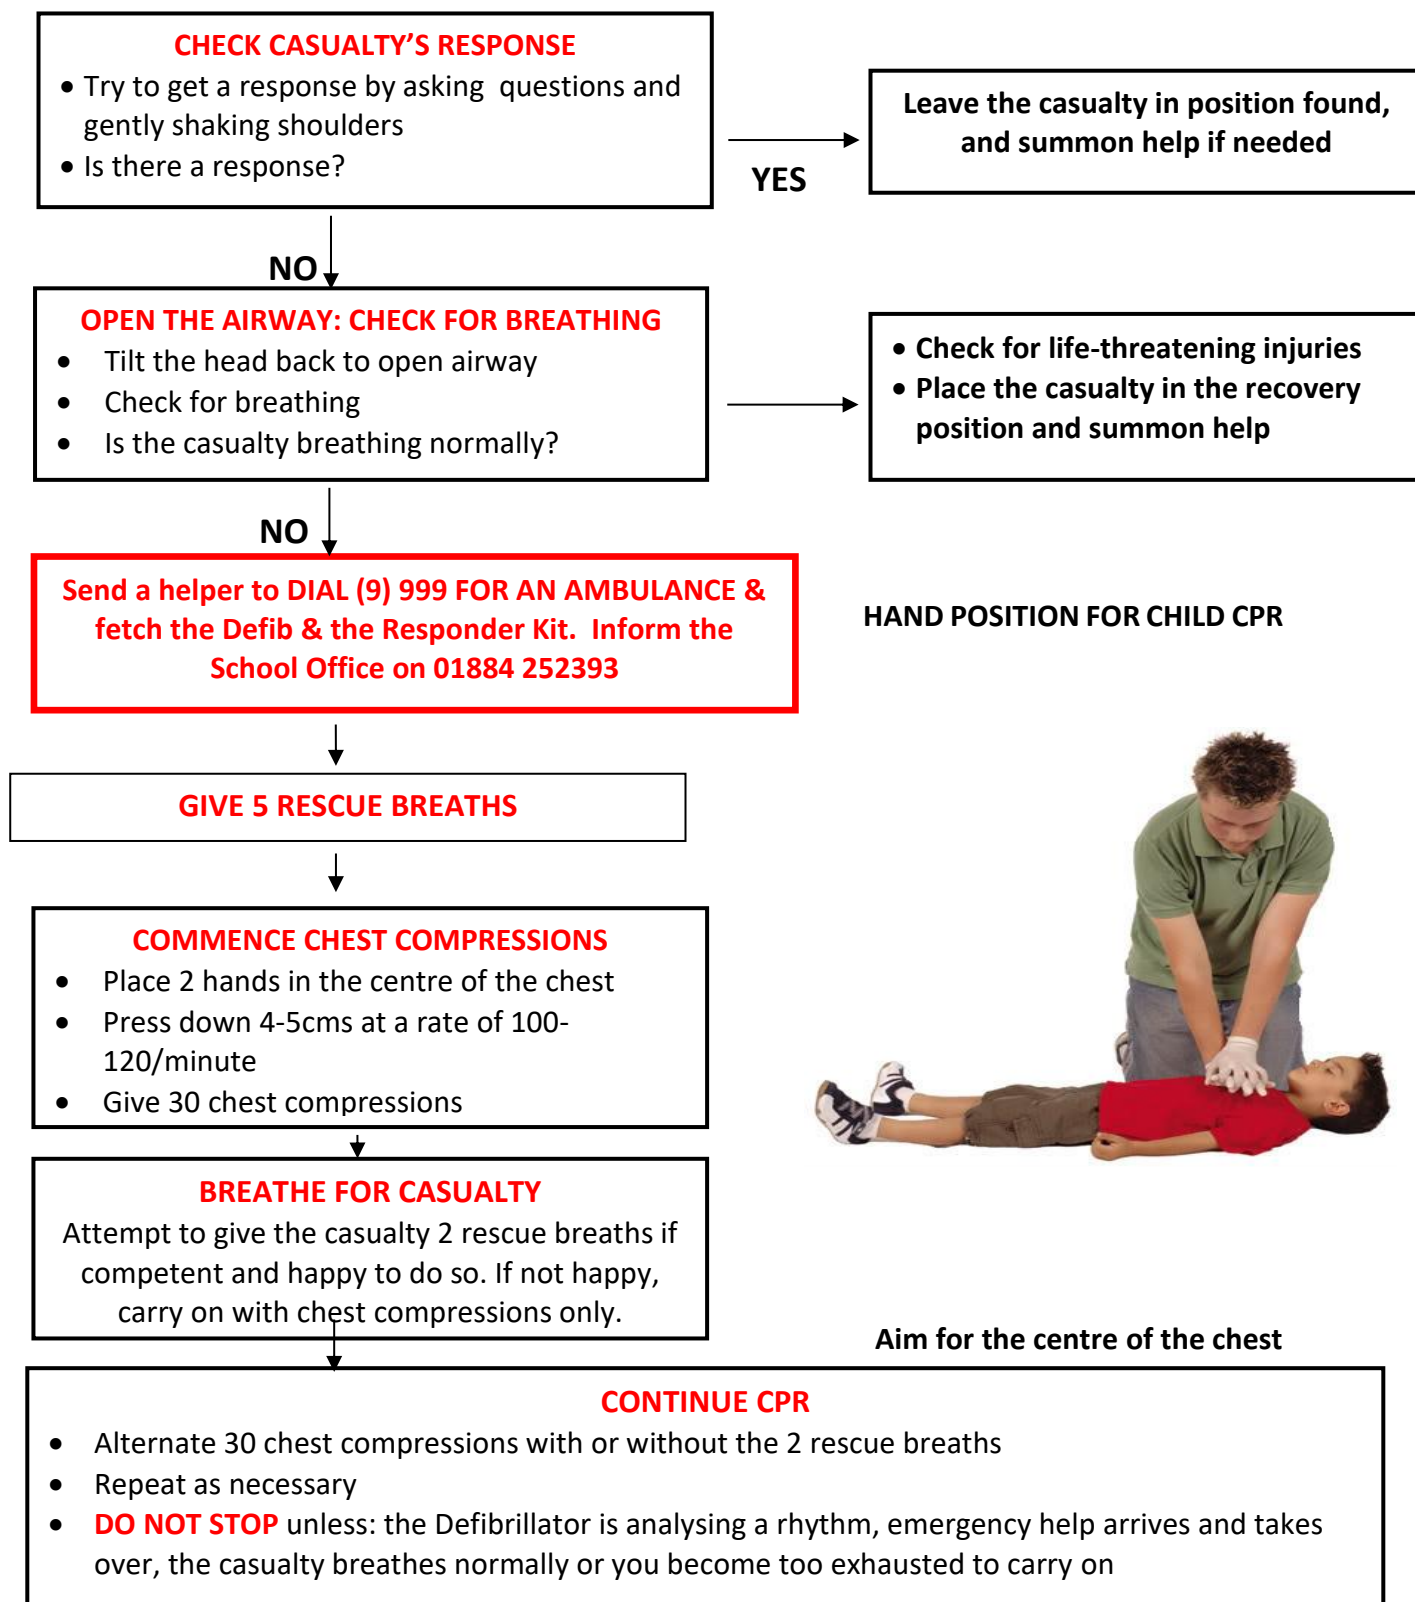 CHECK CASUALTY’S RESPONSE
• Try to get a response by asking  questions and
gently shaking shoulders
• Is there a response?
YES
Leave the casualty in position found,
and summon help if needed
NO
OPEN THE AIRWAY: CHECK FOR BREATHING
• Tilt the head back to open airway
• Check for breathing
• Is the casualty breathing normally?
• Check for life-threatening injuries
• Place the casualty in the recovery
position and summon help
NO
Send a helper to DIAL (9) 999 FOR AN AMBULANCE &
fetch the Defib & the Responder Kit.  Inform the
School Office on 01884 252393
HAND POSITION FOR CHILD CPR
GIVE 5 RESCUE BREATHS
COMMENCE CHEST COMPRESSIONS
• Place 2 hands in the centre of the chest
• Press down 4-5cms at a rate of 100-
120/minute
• Give 30 chest compressions
BREATHE FOR CASUALTY
Attempt to give the casualty 2 rescue breaths if
competent and happy to do so. If not happy,
carry on with chest compressions only.
Aim for the centre of the chest
CONTINUE CPR
• Alternate 30 chest compressions with or without the 2 rescue breaths
• Repeat as necessary
• DO NOT STOP unless: the Defibrillator is analysing a rhythm, emergency help arrives and takes
over, the casualty breathes normally or you become too exhausted to carry on